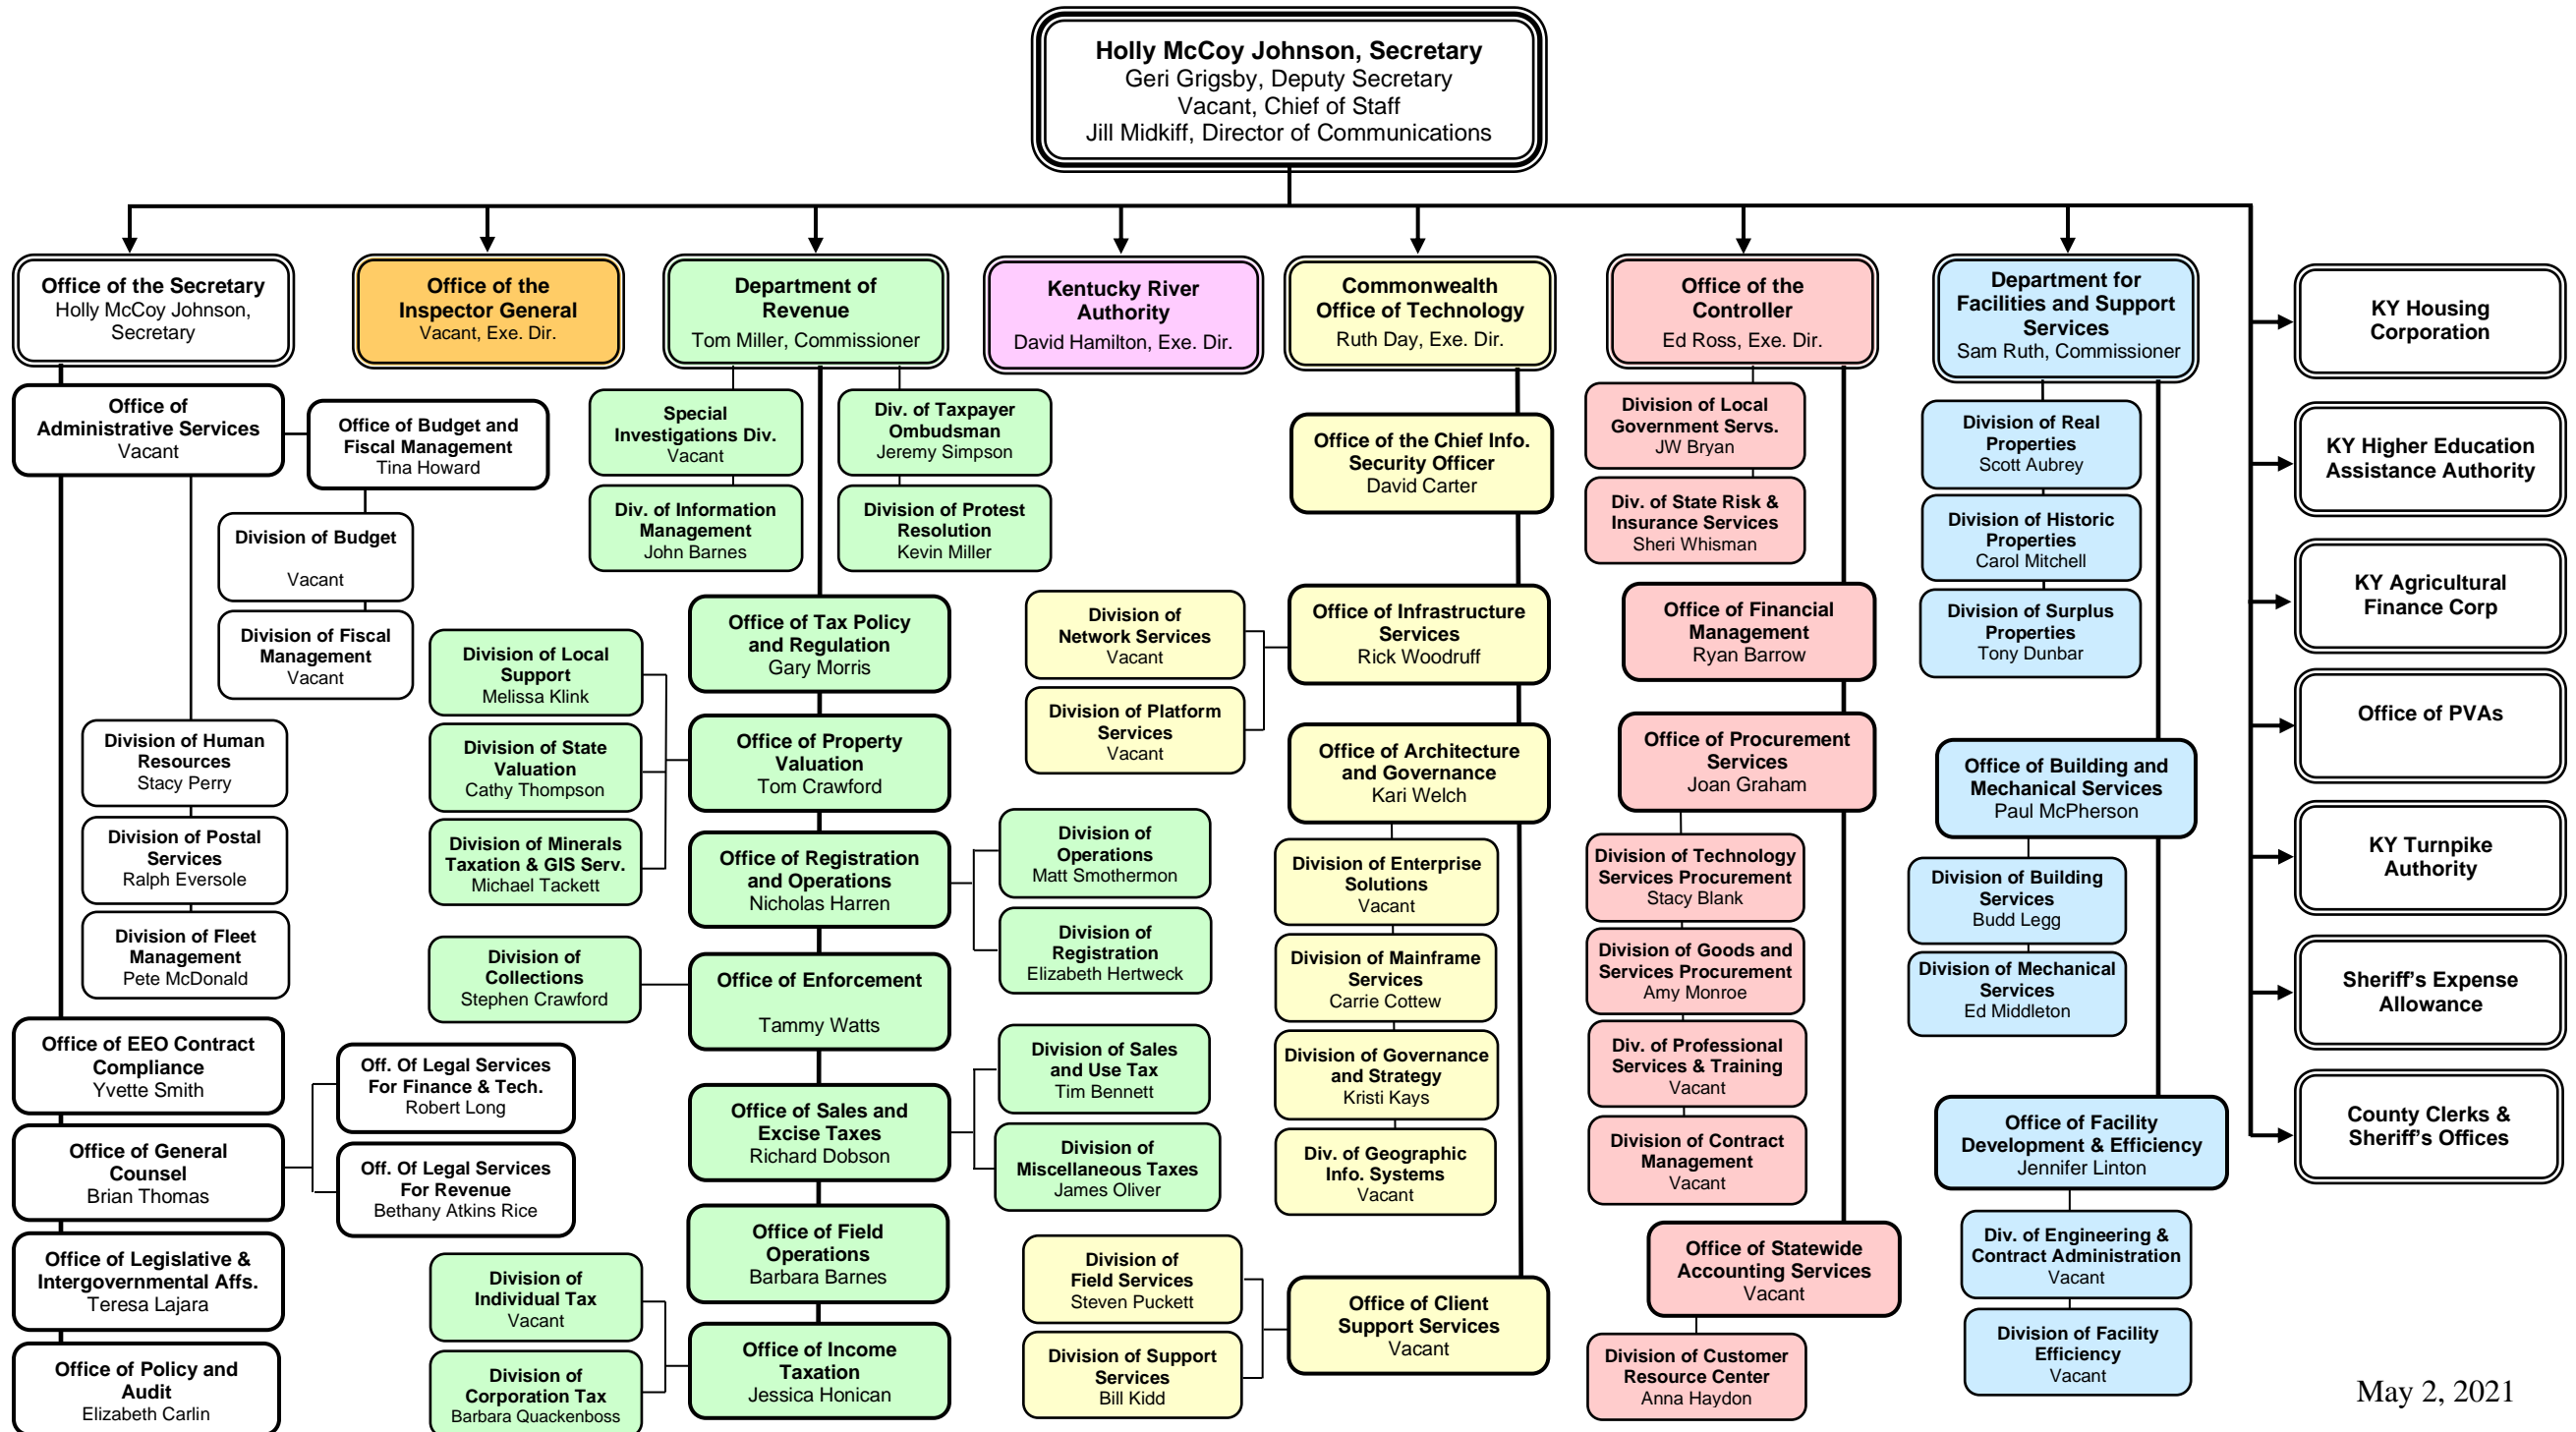 Holly McCoy Johnson, Secretary
Geri Grigsby, Deputy Secretary
Vacant, Chief of Staff
Jill Midkiff, Director of Communications
Office of the Secretary
Holly McCoy Johnson,
Secretary
Office of
Administrative Services
Vacant
Office of Budget and
Fiscal Management
Tina Howard
Division of Budget
Vacant
Division of Fiscal
Management
Vacant
Division of Human
Resources
Stacy Perry
Division of Postal
Services
Ralph Eversole
Division of Fleet
Management
Pete McDonald
Office of EEO Contract
Compliance
Yvette Smith
Office of General
Counsel
Brian Thomas
Off. Of Legal Services
For Finance & Tech.
Robert Long
Off. Of Legal Services
For Revenue
Bethany Atkins Rice
Office of Legislative &
Intergovernmental Affs.
Teresa Lajara
Office of Policy and
Audit
Elizabeth Carlin
Office of the
Inspector General
Vacant, Exe. Dir.
Department of
Revenue
Tom Miller, Commissioner
Special
Investigations Div.
Vacant
Div. of Information
Management
John Barnes
Div. of Taxpayer
Ombudsman
Jeremy Simpson
Division of Protest
Resolution
Kevin Miller
Office of Tax Policy
and Regulation
Gary Morris
Office of Property
Valuation
Tom Crawford
Division of Local
Support
Melissa Klink
Division of State
Valuation
Cathy Thompson
Division of Minerals
Taxation & GIS Serv.
Michael Tackett
Office of Registration
and Operations
Nicholas Harren
Division of
Operations
Matt Smothermon
Division of
Registration
Elizabeth Hertweck
Office of Enforcement
Tammy Watts
Division of
Collections
Stephen Crawford
Office of Sales and
Excise Taxes
Richard Dobson
Division of Sales
and Use Tax
Tim Bennett
Division of
Miscellaneous Taxes
James Oliver
Office of Field
Operations
Barbara Barnes
Office of Income
Taxation
Jessica Honican
Division of
Individual Tax
Vacant
Division of
Corporation Tax
Barbara Quackenboss
Kentucky River
Authority
David Hamilton, Exe. Dir.
Commonwealth
Office of Technology
Ruth Day, Exe. Dir.
Office of the Chief Info.
Security Officer
David Carter
Office of Infrastructure
Services
Rick Woodruff
Division of
Network Services
Vacant
Division of Platform
Services
Vacant
Office of Architecture
and Governance
Kari Welch
Division of Enterprise
Solutions
Vacant
Division of Mainframe
Services
Carrie Cottew
Division of Governance
and Strategy
Kristi Kays
Div. of Geographic
Info. Systems
Vacant
Office of Client
Support Services
Vacant
Division of
Field Services
Steven Puckett
Division of Support
Services
Bill Kidd
Office of the
Controller
Ed Ross, Exe. Dir.
Division of Local
Government Servs.
JW Bryan
Div. of State Risk &
Insurance Services
Sheri Whisman
Office of Financial
Management
Ryan Barrow
Office of Procurement
Services
Joan Graham
Division of Technology
Services Procurement
Stacy Blank
Division of Goods and
Services Procurement
Amy Monroe
Div. of Professional
Services & Training
Vacant
Division of Contract
Management
Vacant
Office of Statewide
Accounting Services
Vacant
Division of Customer
Resource Center
Anna Haydon
Department for
Facilities and Support
Services
Sam Ruth, Commissioner
Division of Real
Properties
Scott Aubrey
Division of Historic
Properties
Carol Mitchell
Division of Surplus
Properties
Tony Dunbar
Office of Building and
Mechanical Services
Paul McPherson
Division of Building
Services
Budd Legg
Division of Mechanical
Services
Ed Middleton
Office of Facility
Development & Efficiency
Jennifer Linton
Div. of Engineering &
Contract Administration
Vacant
Division of Facility
Efficiency
Vacant
KY Housing
Corporation
KY Higher Education
Assistance Authority
KY Agricultural
Finance Corp
Office of PVAs
KY Turnpike
Authority
Sheriff’s Expense
Allowance
County Clerks &
Sheriff’s Offices
May 2, 2021